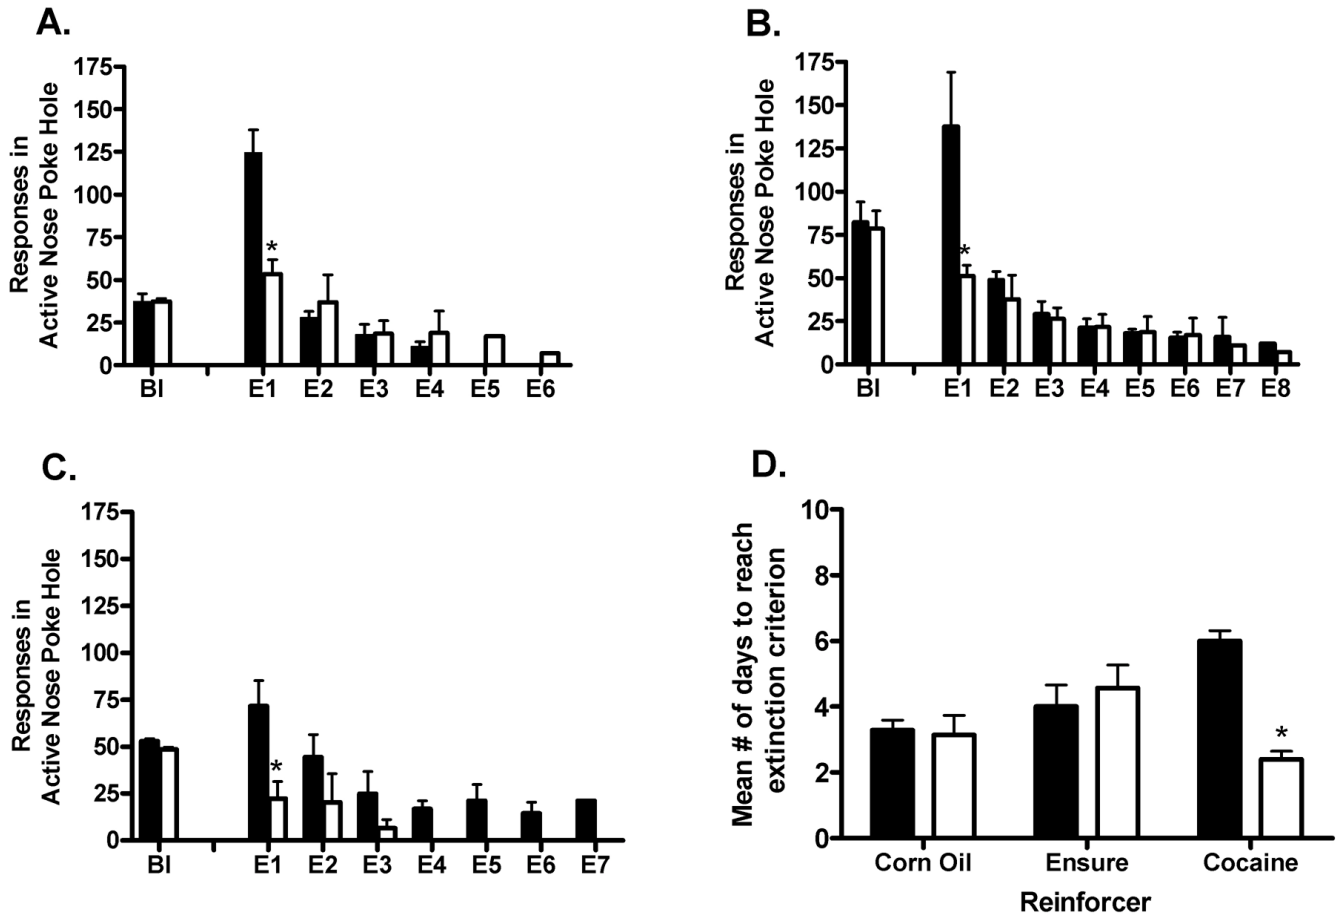 A.
Responses in
Active Nose Poke Hole
175
150
125
100
75
50
25
0
*
BI E1 E2 E3 E4 E5 E6
B.
Responses in
Active Nose Poke Hole
175
150
125
100
75
50
25
0
*
BI E1 E2 E3 E4 E5 E6 E7 E8
C.
Responses in
Active Nose Poke Hole
175
150
125
100
75
50
25
0
*
BI E1 E2 E3 E4 E5 E6 E7
D.
Mean # of days to reach
extinction criterion
10
8
6
4
2
0
*
Corn Oil Ensure Cocaine
Reinforcer